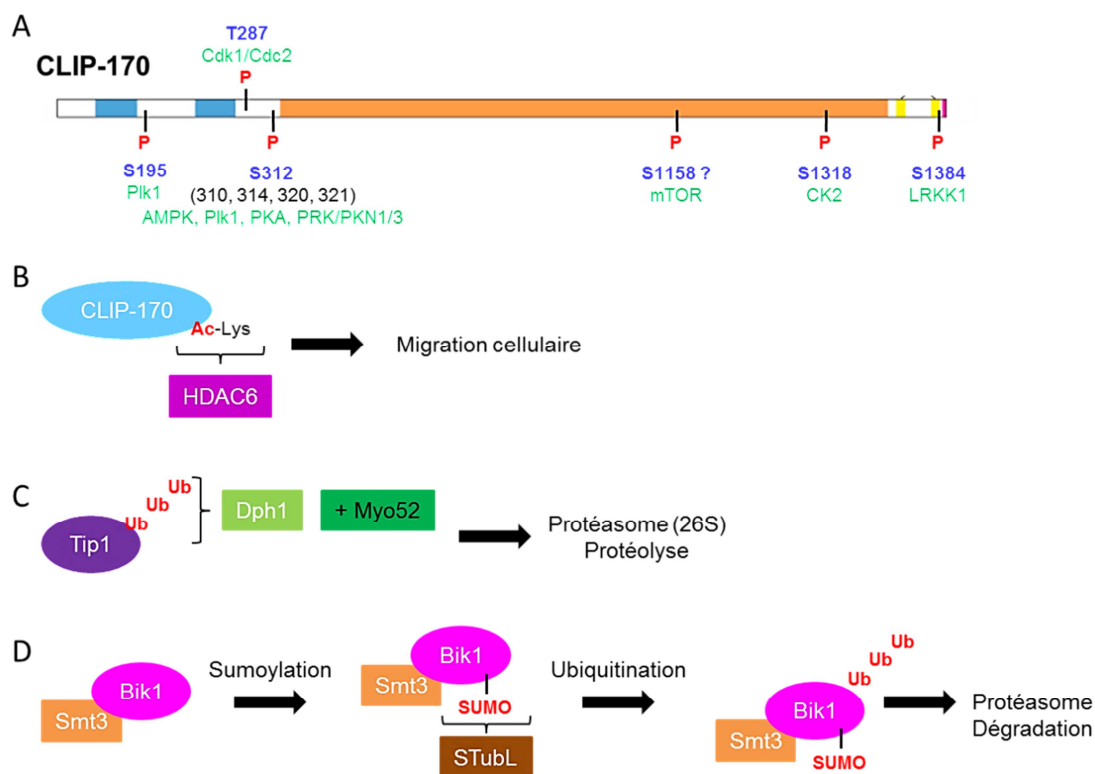 A
CLIP-170
T287
Cdk1/Cdc2
P
P
P
P
P
P
S195
Plk1
S312
(310, 314, 320, 321)
AMPK, Plk1, PKA, PRK/PKN1/3
S1158 ?
mTOR
S1318
CK2
S1384
LRKK1
B
CLIP-170
Ac-Lys
HDAC6
Migration cellulaire
C
Tip1
Ub
Ub
Ub
Dph1
+ Myo52
Protéasome (26S)
Protéolyse
D
Smt3
Bik1
Sumoylation
Smt3
Bik1
SUMO
STubL
Ubiquitination
Smt3
Bik1
SUMO
Ub
Ub
Ub
Protéasome
Dégradation